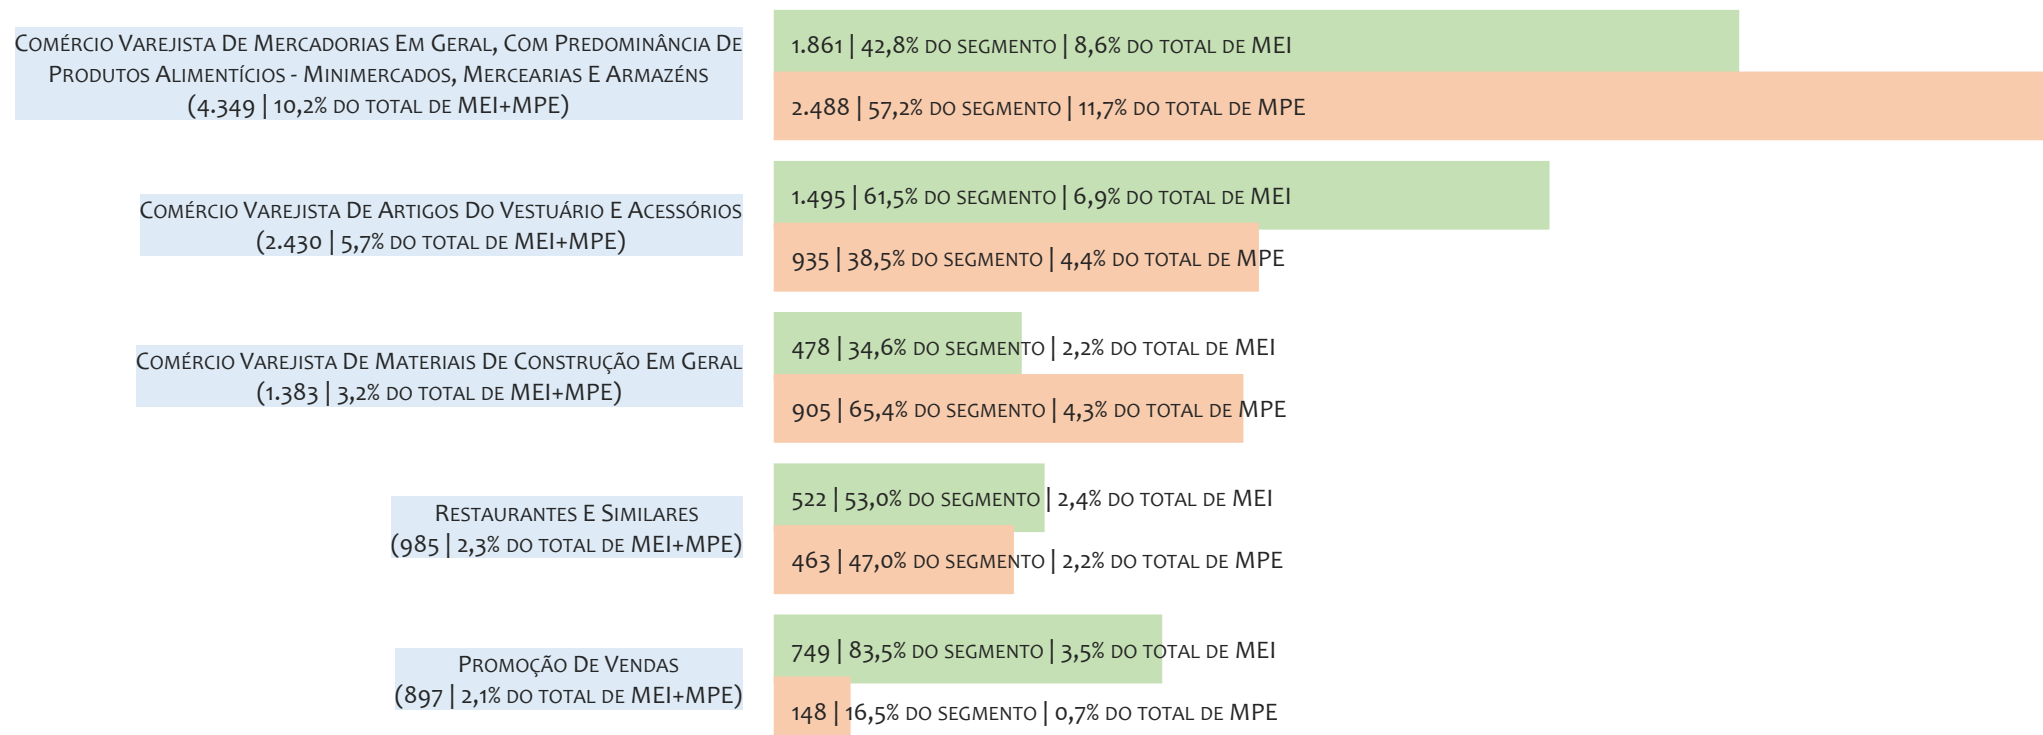 Comércio Varejista De Mercadorias Em Geral, Com Predominância De
Produtos Alimentícios - Minimercados, Mercearias E Armazéns
(4.349 | 10,2% do total de MEI+MPE)
1.861 | 42,8% do segmento | 8,6% do total de MEI
2.488 | 57,2% do segmento | 11,7% do total de MPE
Comércio Varejista De Artigos Do Vestuário E Acessórios
(2.430 | 5,7% do total de MEI+MPE)
1.495 | 61,5% do segmento | 6,9% do total de MEI
935 | 38,5% do segmento | 4,4% do total de MPE
Comércio Varejista De Materiais De Construção Em Geral
(1.383 | 3,2% do total de MEI+MPE)
478 | 34,6% do segmento | 2,2% do total de MEI
905 | 65,4% do segmento | 4,3% do total de MPE
Restaurantes E Similares
(985 | 2,3% do total de MEI+MPE)
522 | 53,0% do segmento | 2,4% do total de MEI
463 | 47,0% do segmento | 2,2% do total de MPE
Promoção De Vendas
(897 | 2,1% do total de MEI+MPE)
749 | 83,5% do segmento | 3,5% do total de MEI
148 | 16,5% do segmento | 0,7% do total de MPE